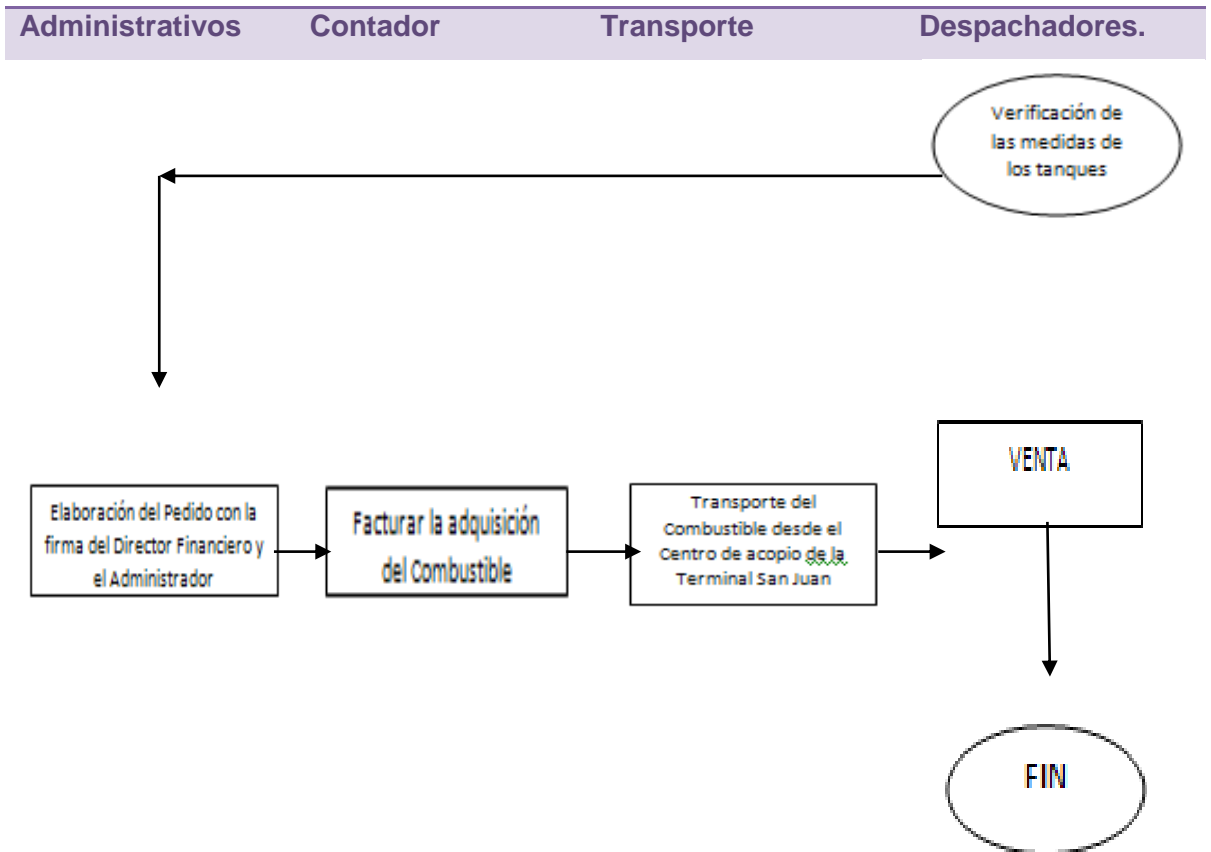 Administrativos Contador Transporte Despachadores.
Verificación de
las medidas de
los tanques
Elaboración del Pedido con la
firma del Director Financiero y
el Administrador
Facturar la adquisición
del Combustible
Transporte del
Combustible desde el
Centro de acopio de la
Terminal San Juan
VENTA
FIN